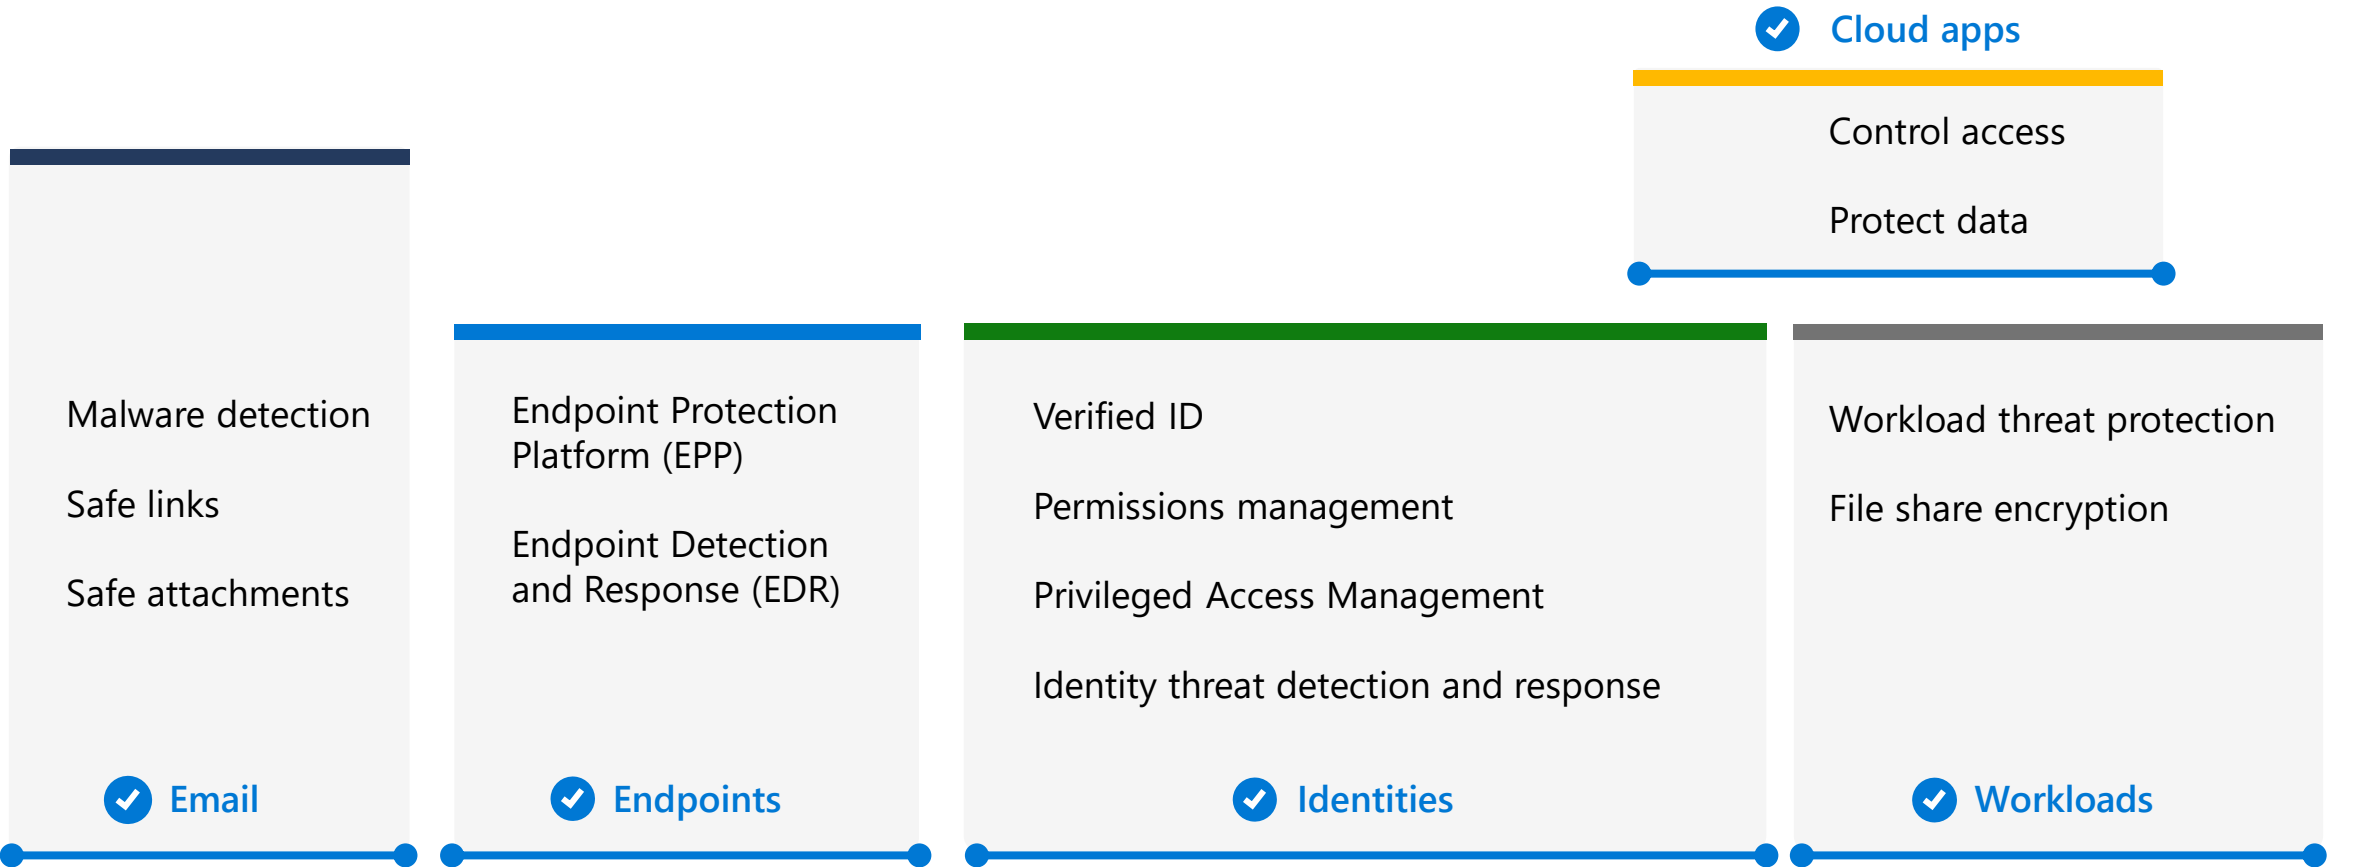 Cloud apps
Control access
Protect data
Malware detection
Safe links
Safe attachments
Email
Endpoint Protection
Platform (EPP)
Endpoint Detection
and Response (EDR)
Endpoints
Verified ID
Permissions management
Privileged Access Management
Identity threat detection and response
Identities
Workload threat protection
File share encryption
Workloads